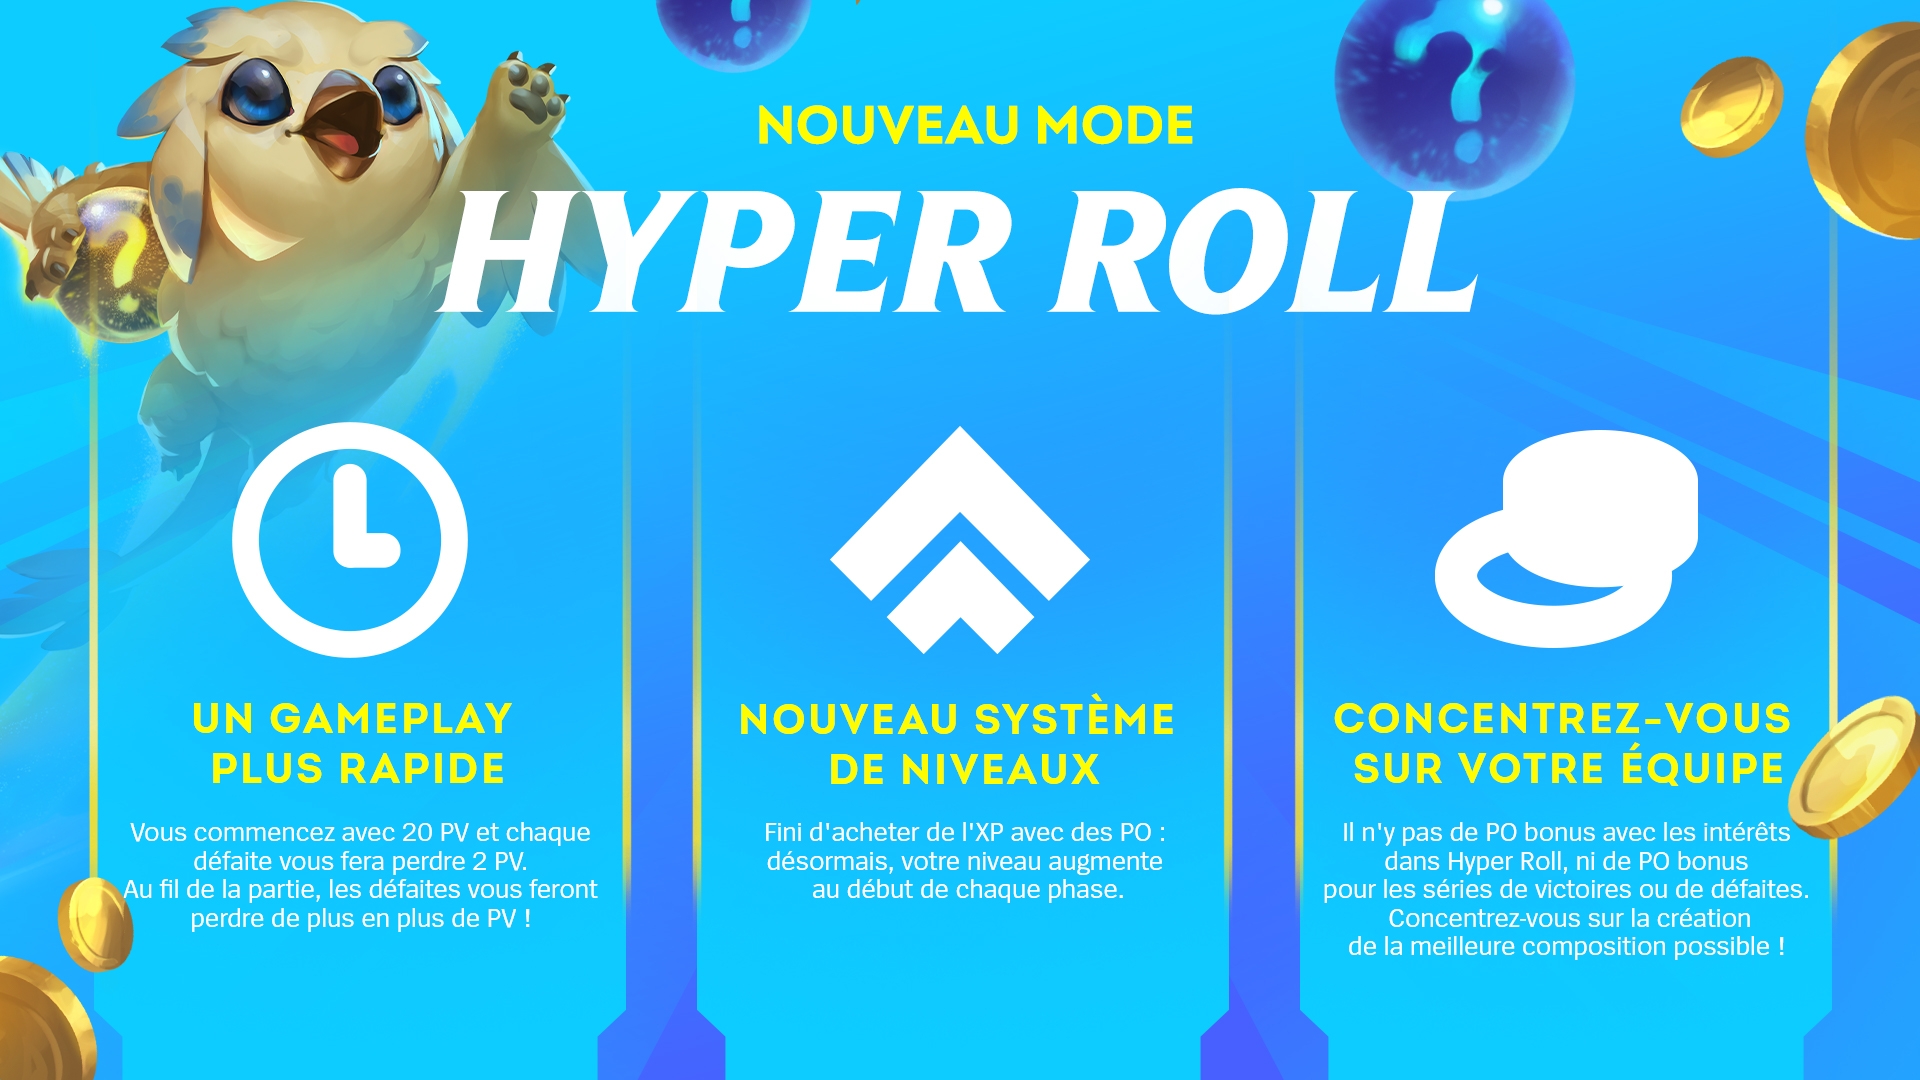 NOUVEAU MODE
HYPER ROLL
UN GAMEPLAY
PLUS RAPIDE
Vous commencez avec 20 PV et chaque
défaite vous fera perdre 2 PV.
Au fil de la partie, les défaites vous feront
perdre de plus en plus de PV !
NOUVEAU SYSTÈME
DE NIVEAUX
Fini d'acheter de l'XP avec des PO :
désormais, votre niveau augmente
au début de chaque phase.
CONCENTREZ-VOUS
SUR VOTRE ÉQUIPE
Il n'y pas de PO bonus avec les intérêts
dans Hyper Roll, ni de PO bonus
pour les séries de victoires ou de défaites.
Concentrez-vous sur la création
de la meilleure composition possible !